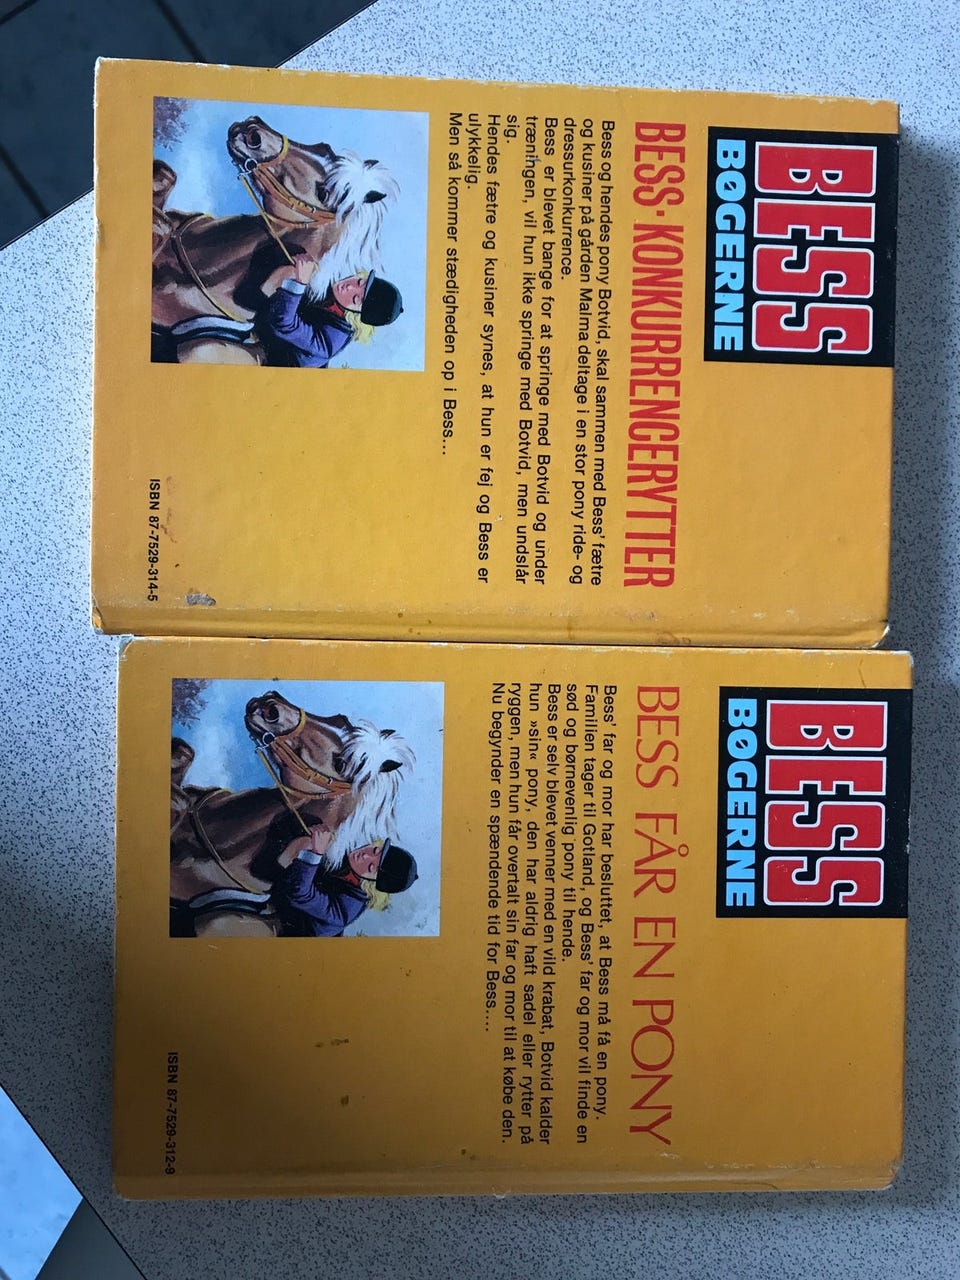 BESS
BØGERNE
BESS·KONKURRENCERYTTER
Bess og hendes pony Botvid, skal sammen med Bess' fætre
og kusiner på gården Malma deltage i en stor pony ride- og
dressurkonkurrence.
Bess er blevet bange for at springe med Botvid og under
træningen, vil hun ikke springe med Botvid, men undslår
sig.
Hendes fætre og kusiner synes, at hun er fej og Bess er
ulykkelig.
Men så kommer stædigheden op i Bess...
ISBN 87-7529-314-5
BESS
BØGERNE
BESS FÅR EN PONY
Bess' far og mor har besluttet, at Bess må få en pony.
Familien tager til Gotland, og Bess' far og mor vil finde en
sød og børnevenlig pony til hende.
Bess er selv blevet venner med en vild krabat, Botvid kalder
hun »sin« pony, den har aldrig haft sadel eller rytter på
ryggen, men hun får overtalt sin far og mor til at købe den.
Nu begynder en spændende tid for Bess....
ISBN 87-7529-312-9